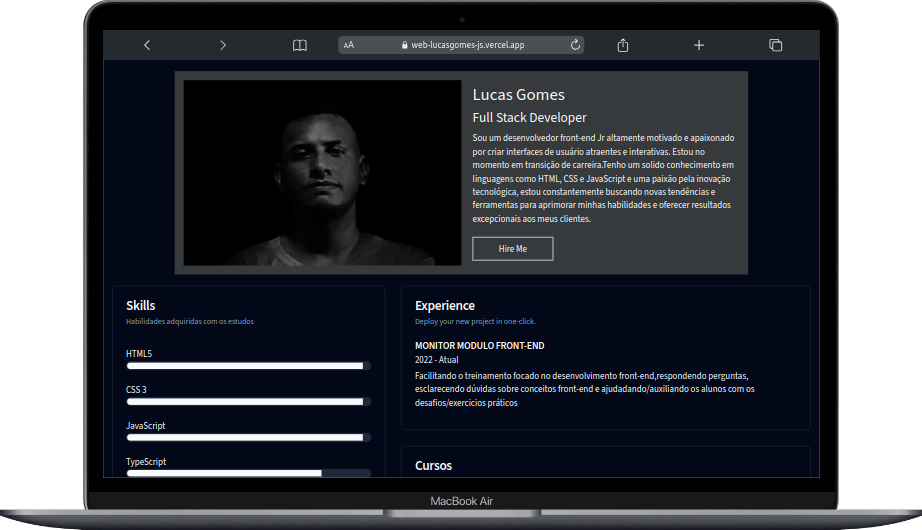 AA
web-lucasgomes-js.vercel.app
Lucas Gomes
Full Stack Developer
Sou um desenvolvedor front-end Jr altamente motivado e apaixonado
por criar interfaces de usuário atraentes e interativas. Estou no
momento em transição de carreira.Tenho um solido conhecimento em
linguagens como HTML, CSS e JavaScript e uma paixão pela inovação
tecnológica, estou constantemente buscando novas tendências e
ferramentas para aprimorar minhas habilidades e oferecer resultados
excepcionais aos meus clientes.
Hire Me
Skills
Habilidades adquiridas com os estudos
HTML5
CSS 3
JavaScript
TypeScript
Experience
Deploy your new project in one-click.
MONITOR MODULO FRONT-END
2022 - Atual
Facilitando o treinamento focado no desenvolvimento front-end,respondendo perguntas,
esclarecendo dúvidas sobre conceitos front-end e ajudadando/auxiliando os alunos com os
desafios/exercicios práticos
Cursos
MacBook Air